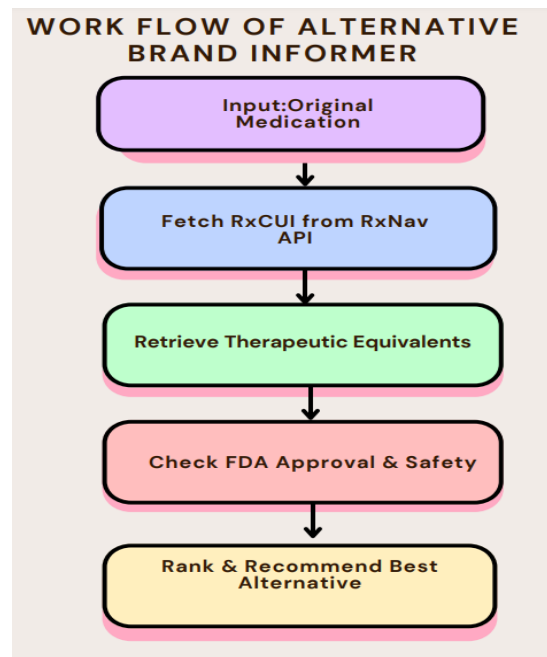 WORK FLOW OF ALTERNATIVE
BRAND INFORMER
Input:Original
Medication
Fetch RxCUI from RxNav
API
Retrieve Therapeutic Equivalents
Check FDA Approval & Safety
Rank & Recommend Best
Alternative